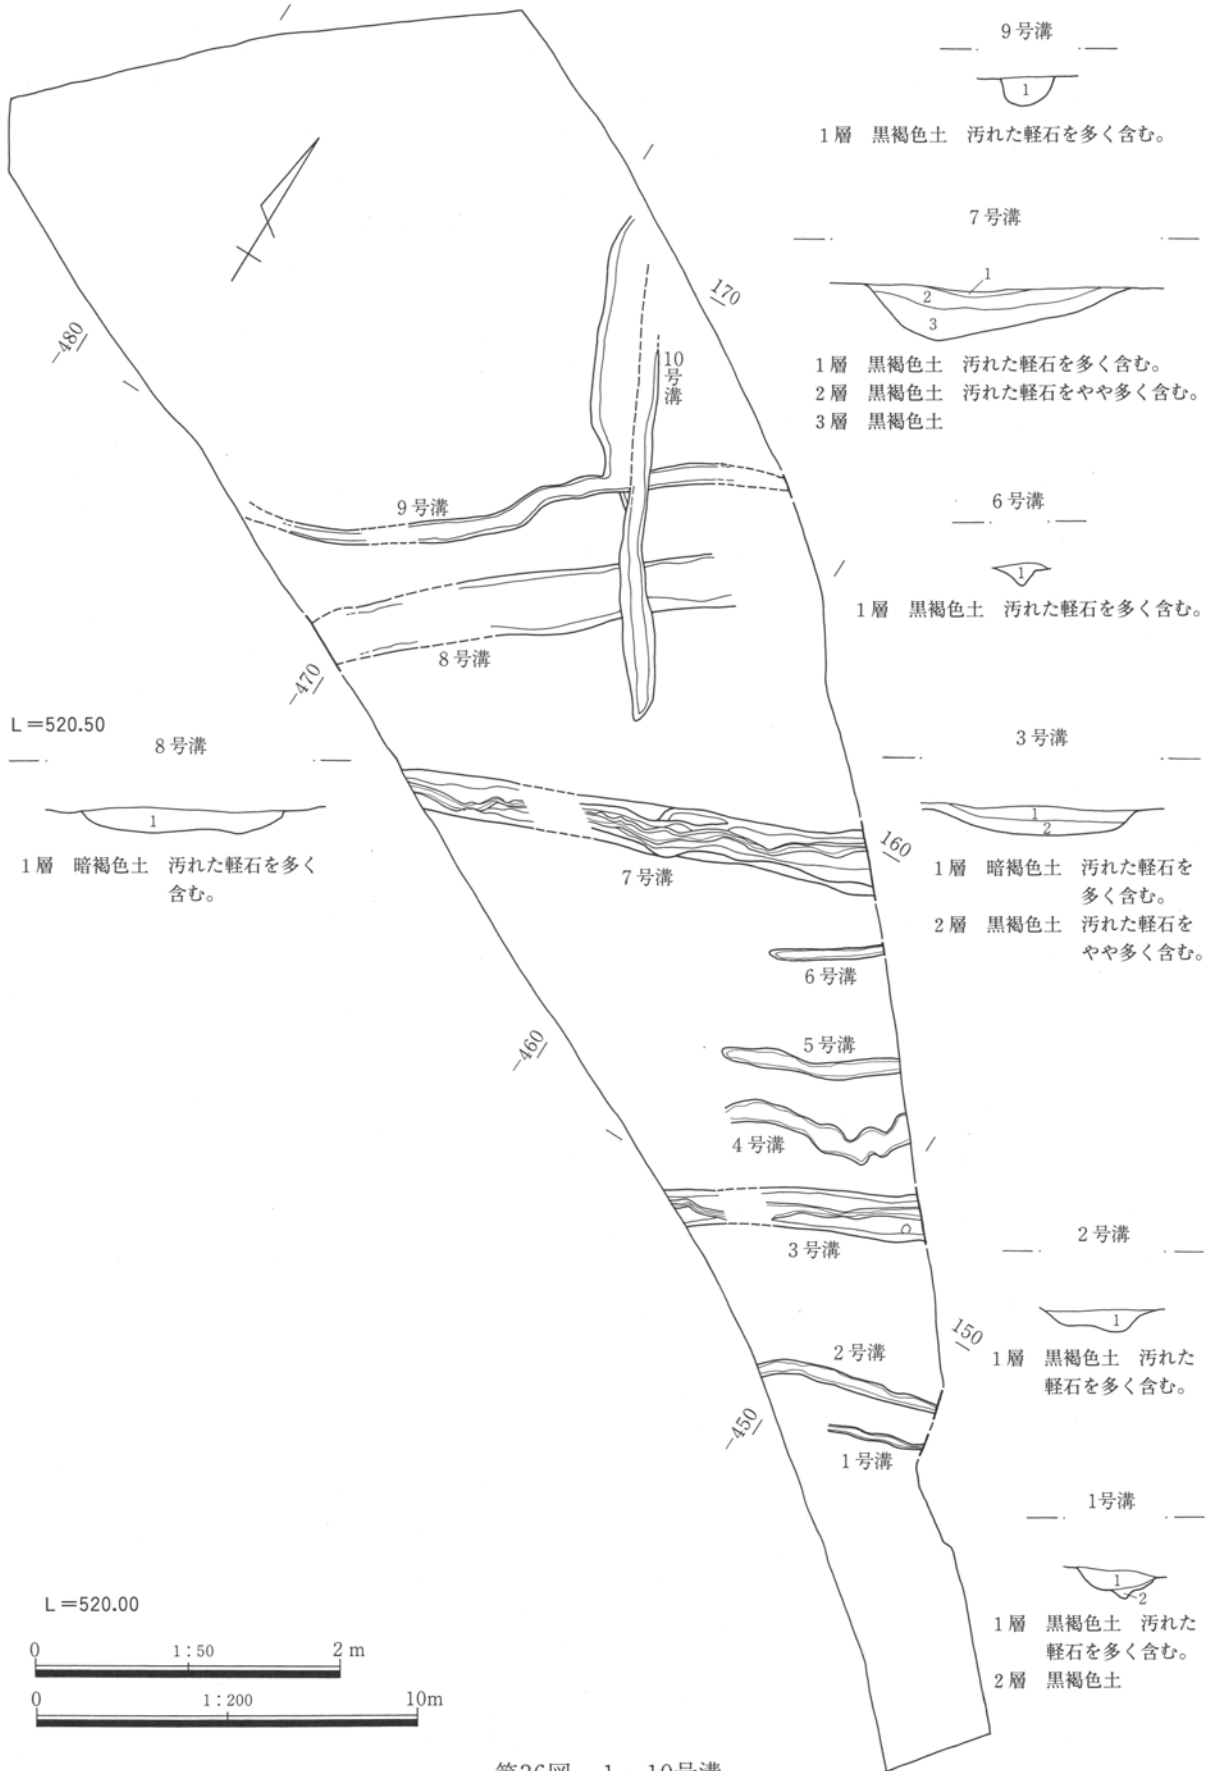 9号溝
1
1層 黒褐色土 汚れた軽石を多く含む。
7号溝
1
2
3
1層 黒褐色土 汚れた軽石を多く含む。
2層 黒褐色土 汚れた軽石をやや多く含む。
3層 黒褐色土
6号溝
1
1層 黒褐色土 汚れた軽石を多く含む。
170
-480
10号溝
9号溝
8号溝
-470
L=520.50
8号溝
1
1層 暗褐色土 汚れた軽石を多く
含む。
3号溝
1
2
1層 暗褐色土 汚れた軽石を
多く含む。
2層 黒褐色土 汚れた軽石を
やや多く含む。
160
7号溝
6号溝
-460
5号溝
4号溝
3号溝
2号溝
1
1層 黒褐色土 汚れた
軽石を多く含む。
150
2号溝
-450
1号溝
1号溝
1
2
1層 黒褐色土 汚れた
軽石を多く含む。
2層 黒褐色土
L=520.00
0 1:50 2m
0 1:200 10m